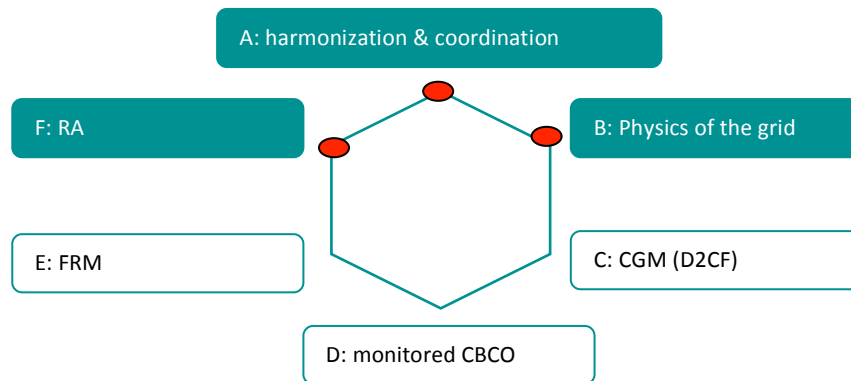 A: harmonization & coordination
F: RA
B: Physics of the grid
E: FRM
C: CGM (D2CF)
D: monitored CBCO